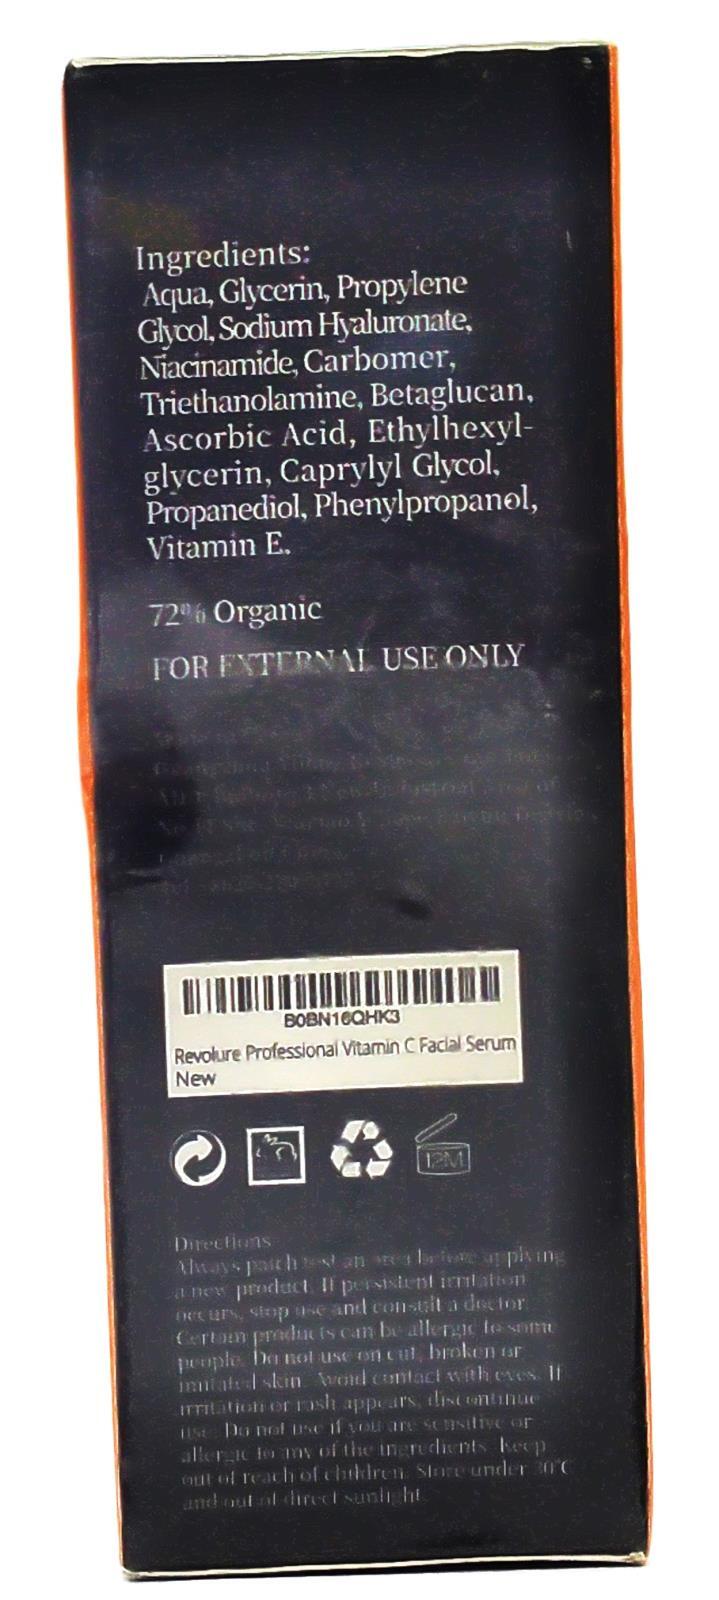 Ingredients:
Aqua, Glycerin, Propylene
Glycol, Sodium Hyaluronate,
Niacinamide, Carbomer,
Triethanolamine, Betaglucan,
Ascorbic Acid, Ethylhexyl-
glycerin, Caprylyl Glycol,
Propanediol, Phenylpropanol,
Vitamin E.
72% Organic
FOR EXTERNAL USE ONLY
B0BN16QHK3
Revolure Professional Vitamin C Facial Serum
New
12M
Directions
Always patch test an area before applying
a new product. If persistent irritation
occurs, stop use and consult a doctor.
Certain products can be allergic to some
people. Do not use on cut, broken or
irritated skin. Avoid contact with eyes. If
irritation or rash appears, discontinue
use. Do not use if you are sensitive or
allergic to any of the ingredients. Keep
out of reach of children. Store under 30°C
and out of direct sunlight.